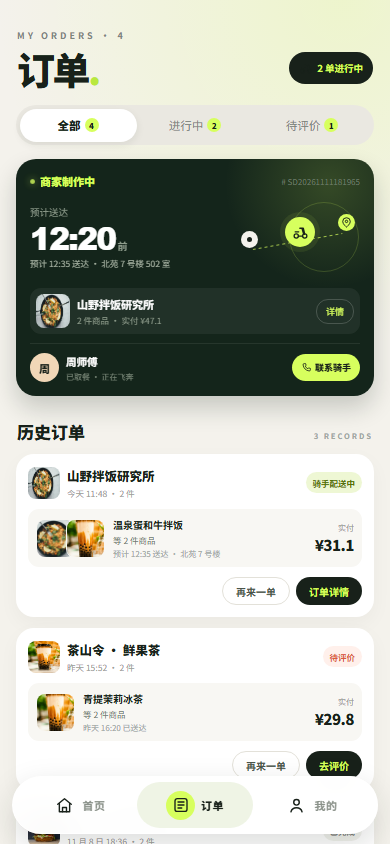 MY ORDERS • 4
订单.
2 单进行中
全部 4
进行中 2
待评价 1
商家制作中
# SD20261111181965
预计送达
12:20前
预计 12:35 送达 • 北苑 7 号楼 502 室
山野拌饭研究所
2 件商品 • 实付 ¥47.1
详情
周
周师傅
已取餐 • 正在飞奔
联系骑手
历史订单
3 RECORDS
山野拌饭研究所
今天 11:48 • 2 件
骑手配送中
温泉蛋和牛拌饭
等 2 件商品
预计 12:35 送达 • 北苑 7 号楼
实付
¥31.1
再来一单
订单详情
茶山令 • 鲜果茶
昨天 15:52 • 2 件
待评价
青提茉莉冰茶
等 2 件商品
昨天 16:20 已送达
实付
¥29.8
再来一单
去评价
首页
订单
我的
11 月 8 日 18:36 • 2 件